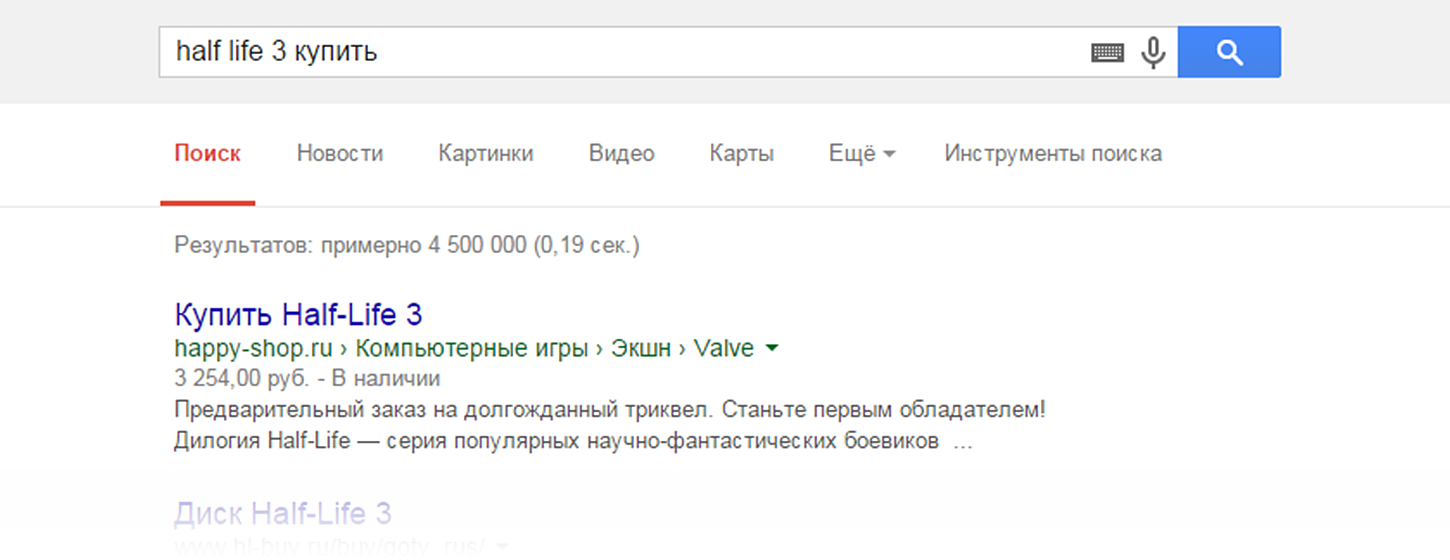 half life 3 купить
Поиск Новости Картинки Видео Карты Ещё Инструменты поиска
Результатов: примерно 4 500 000 (0,19 сек.)
Купить Half-Life 3
happy-shop.ru › Компьютерные игры › Экшн › Valve
3 254,00 руб. - В наличии
Предварительный заказ на долгожданный триквел. Станьте первым обладателем!
Дилогия Half-Life — серия популярных научно-фантастических боевиков ...
Диск Half-Life 3
www.hl-buy.ru/buy/goty_rus/